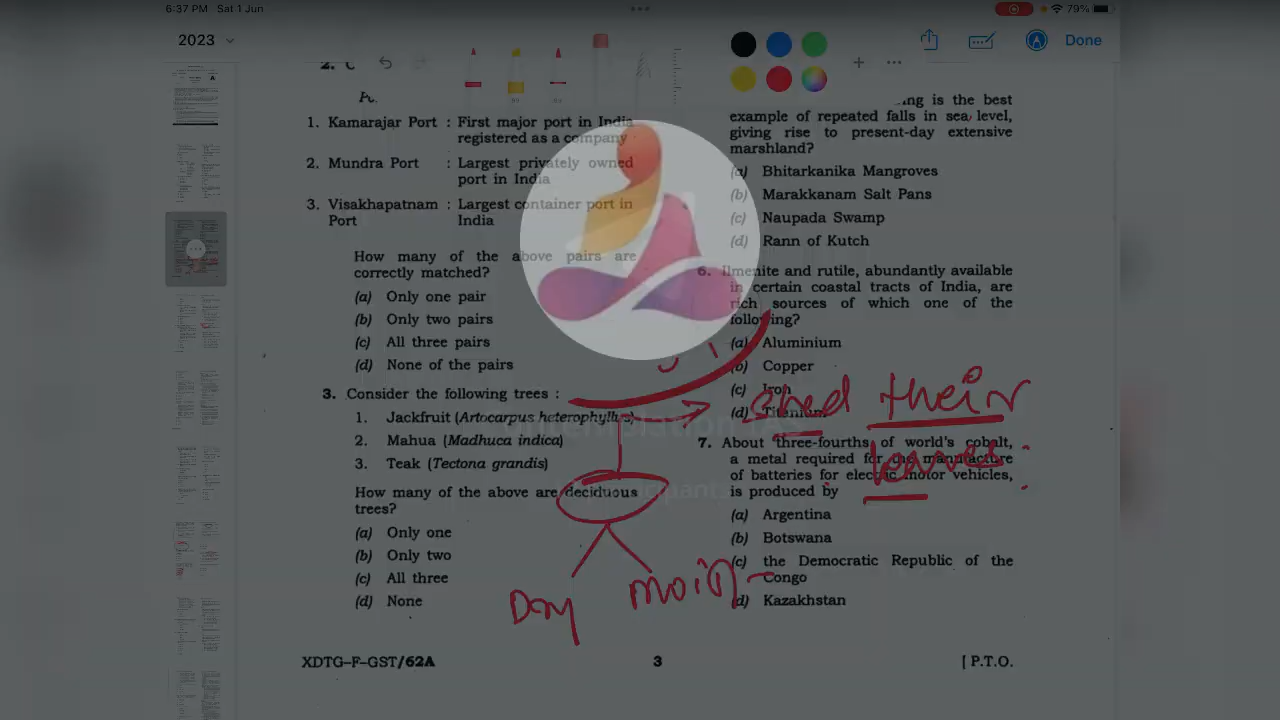 6:37 PM Sat 1 Jun
79%
2023
Done
2. C
1. Kamarajar Port : First major port in India
registered as a company
2. Mundra Port : Largest privately owned
port in India
3. Visakhapatnam : Largest container port in
Port India
How many of the above pairs are
correctly matched?
(a) Only one pair
(b) Only two pairs
(c) All three pairs
(d) None of the pairs
3. Consider the following trees :
1. Jackfruit (Artocarpus heterophyllus)
2. Mahua (Madhuca indica)
3. Teak (Tectona grandis)
How many of the above are deciduous
trees?
(a) Only one
(b) Only two
(c) All three
(d) None
is the best
example of repeated falls in sea level,
giving rise to present-day extensive
marshland?
(a) Bhitarkanika Mangroves
(b) Marakkanam Salt Pans
(c) Naupada Swamp
(d) Rann of Kutch
6. Ilmenite and rutile, abundantly available
in certain coastal tracts of India, are
rich sources of which one of the
following?
(a) Aluminium
(b) Copper
(c) Iron
(d) Titanium
shed their
leaves
7. About three-fourths of world's cobalt,
a metal required for the manufacture
of batteries for electric motor vehicles,
is produced by
(a) Argentina
(b) Botswana
(c) the Democratic Republic of the
Congo
(d) Kazakhstan
XDTG-F-GST/62A
3
[ P.T.O.